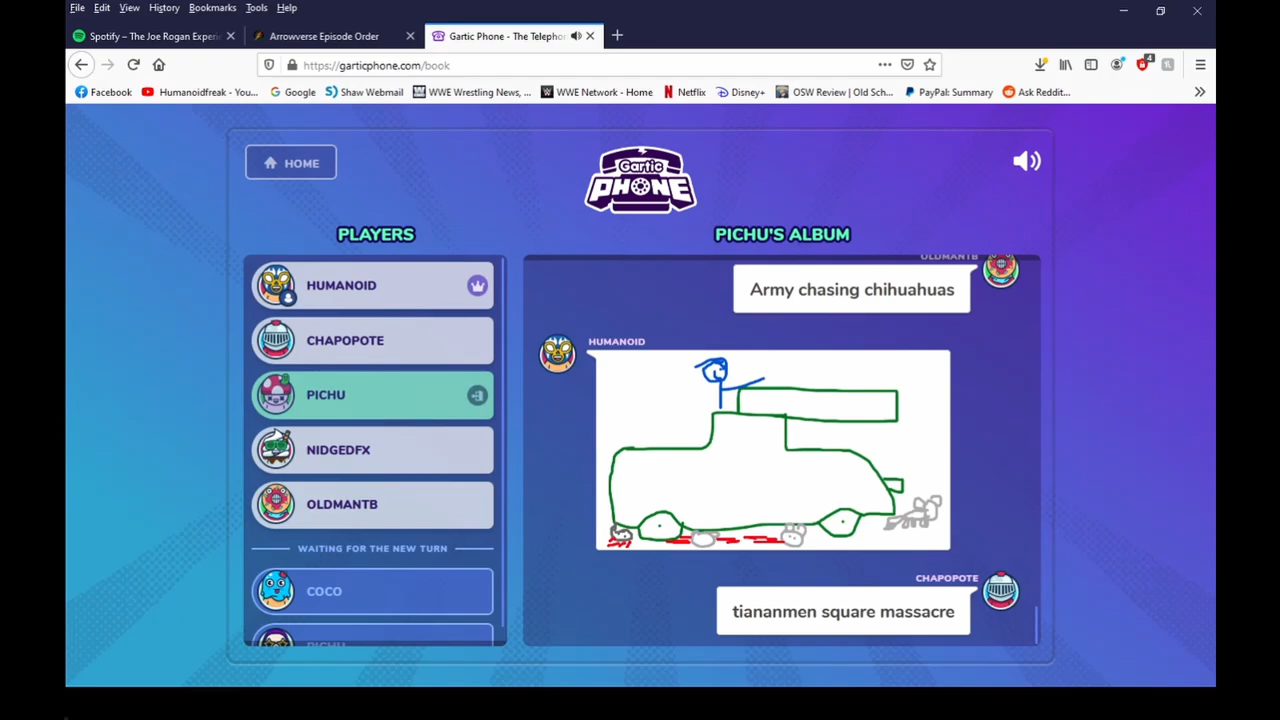 File Edit View History Bookmarks Tools Help
Spotify – The Joe Rogan Experi
Arrowverse Episode Order
Gartic Phone - The Telephon
https://garticphone.com/book
4
Facebook
Humanoidfreak - You...
Google
Shaw Webmail
WWE Wrestling News, ...
WWE Network - Home
Netflix
Disney+
OSW Review | Old Sch...
PayPal: Summary
Ask Reddit...
HOME
Gartic
PHONE
PLAYERS
PICHU'S ALBUM
HUMANOID
CHAPOPOTE
PICHU
NIDGEDFX
OLDMANTB
WAITING FOR THE NEW TURN
COCO
PICHU
OLDMANTB
Army chasing chihuahuas
HUMANOID
CHAPOPOTE
tiananmen square massacre